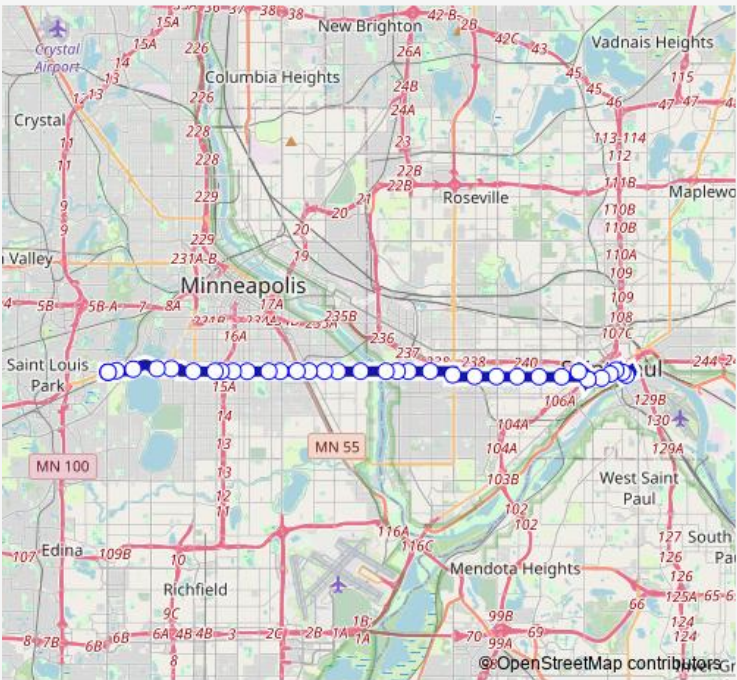 36 37 38 38 42 B 2B
New Brighton
42C 43
Vadnais Heights
15A
15A
Crystal
Airport
226
26A
14
13
13
12
Columbia Heights
45
45
115
226
24B
24A
46 47 47
Crystal
11
11
228
228
23
113-114
112
22B
22B
111B
Roseville
Maplewo
229
21
20
20
110B
110B
9
9
229
19
110A
Valley
231A-B
109
Minneapolis
109
4 5B 5B-A 7 8A
17A
235B
108
16A
236
107C
237
238 240
244
Saint Louis
Park
15A
106A
129B
130
14
104A
129A
MN 55
104A
13
MN 100
13
103B
West Saint
Paul
12
11
102
102
116A
127
South
Pa
107 Edina 109B
10
116C
126
126
Mendota Heights
Richfield
66
125A 65
9C
1B
1A
99B
99A
124
124
8 7B 6B 6A 4B 4B 3 2C 2B 1A
70 69
8
©OpenStreetMap contributors